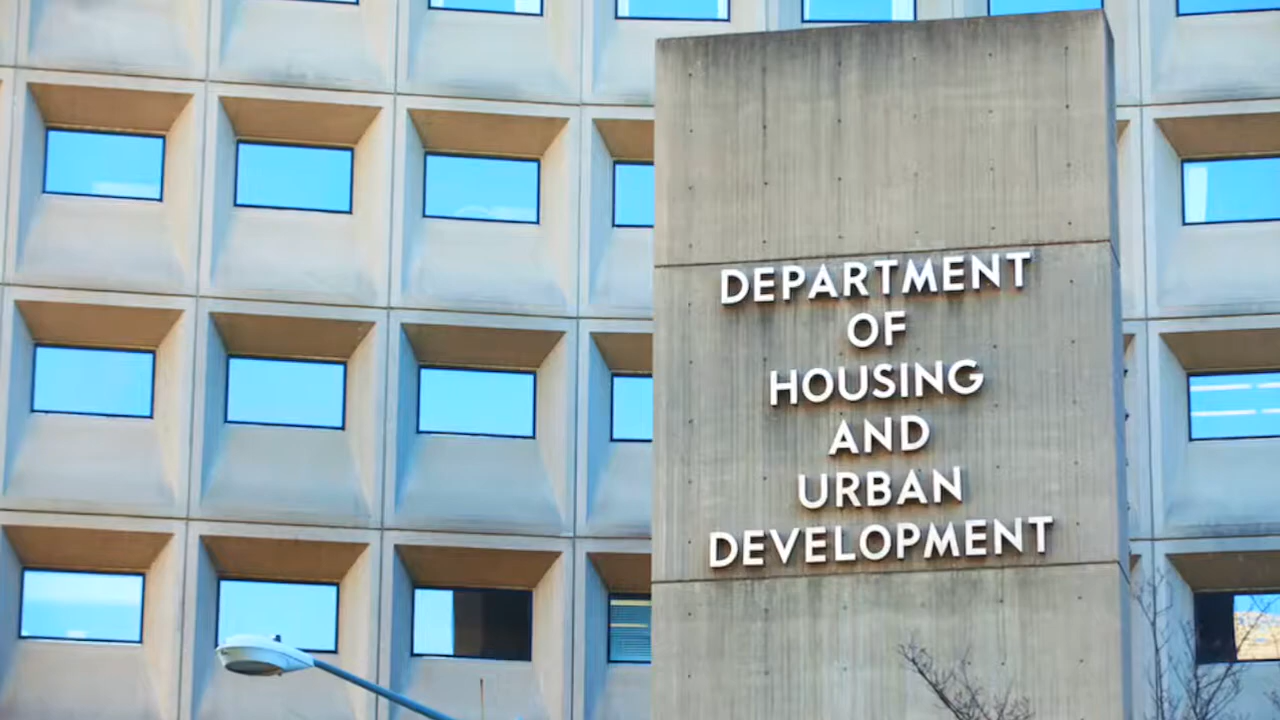 DEPARTMENT
OF
HOUSING
AND
URBAN
DEVELOPMENT